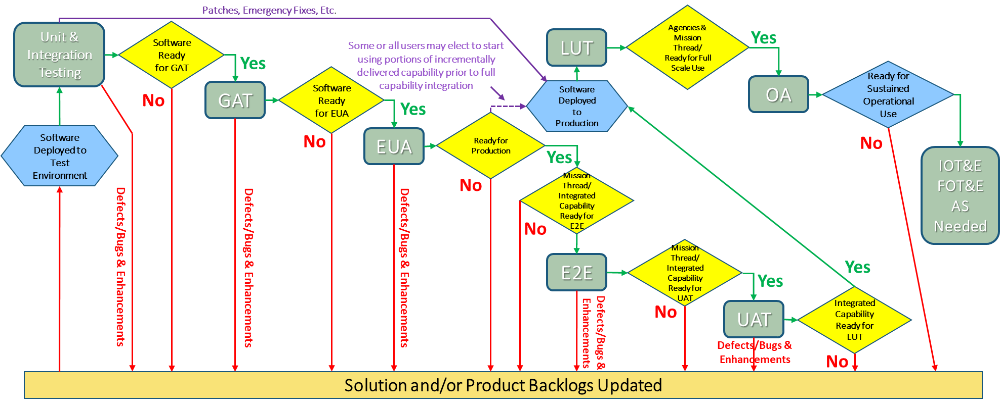 Patches, Emergency Fixes, Etc.
Unit &
Integration
Testing
Software
Ready
for GAT
Yes
No
GAT
Software
Ready
for EUA
Yes
No
EUA
Some or all users may elect to start
using portions of incrementally
delivered capability prior to full
capability integration
Ready for
Production
Yes
No
Software
Deployed
to
Production
LUT
Agencies &
Mission
Thread/
Ready for Full
Scale Use
Yes
OA
Ready for
Sustained
Operational
Use
No
IOT&E
FOT&E
AS
Needed
Software
Deployed to
Test
Environment
Defects/Bugs & Enhancements
Defects/Bugs & Enhancements
Defects/Bugs & Enhancements
Mission
Thread/
Integrated
Capability
Ready for
E2E
No
E2E
Defects/Bugs &
Enhancements
Mission
Thread/
Integrated
Capability
Ready for
UAT
Yes
No
UAT
Defects/Bugs &
Enhancements
Integrated
Capability
Ready for
LUT
Yes
No
Solution and/or Product Backlogs Updated